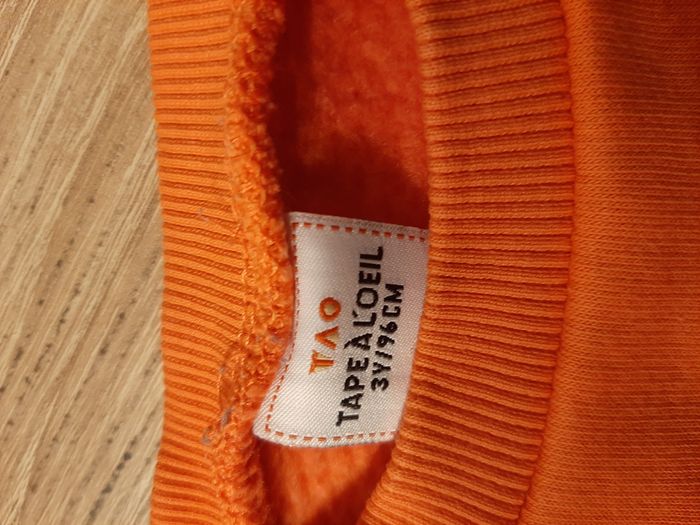 TAO
TAPE À L'OEIL
3Y/96CM